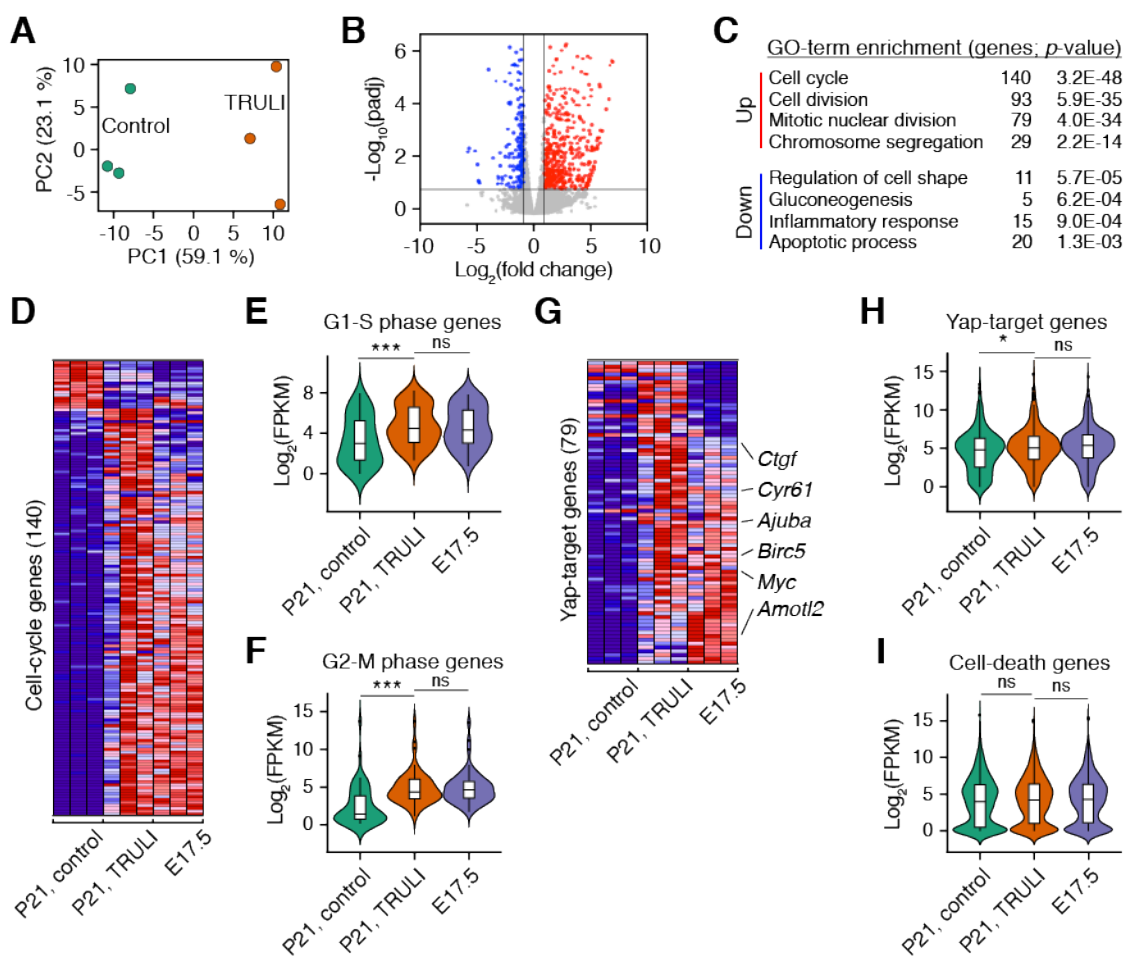 A
PC2 (23.1 %)
10
5
0
-5
Control
TRULI
-10
-5
0
5
10
PC1 (59.1 %)
B
-Log10(padj)
6
4
2
0
-10
-5
0
5
10
Log2(fold change)
C
GO-term enrichment (genes; p-value)
Up
Cell cycle 140 3.2E-48
Cell division 93 5.9E-35
Mitotic nuclear division 79 4.0E-34
Chromosome segregation 29 2.2E-14
Down
Regulation of cell shape 11 5.7E-05
Gluconeogenesis 5 6.2E-04
Inflammatory response 15 9.0E-04
Apoptotic process 20 1.3E-03
D
Cell-cycle genes (140)
P21, control
P21, TRULI
E17.5
E
G1-S phase genes
***
ns
Log2(FPKM)
8
4
0
P21, control
P21, TRULI
E17.5
F
G2-M phase genes
***
ns
Log2(FPKM)
15
10
5
0
P21, control
P21, TRULI
E17.5
G
Yap-target genes (79)
Ctgf
Cyr61
Ajuba
Birc5
Myc
Amotl2
P21, control
P21, TRULI
E17.5
H
Yap-target genes
*
ns
Log2(FPKM)
15
10
5
0
P21, control
P21, TRULI
E17.5
I
Cell-death genes
ns
ns
Log2(FPKM)
15
10
5
0
P21, control
P21, TRULI
E17.5